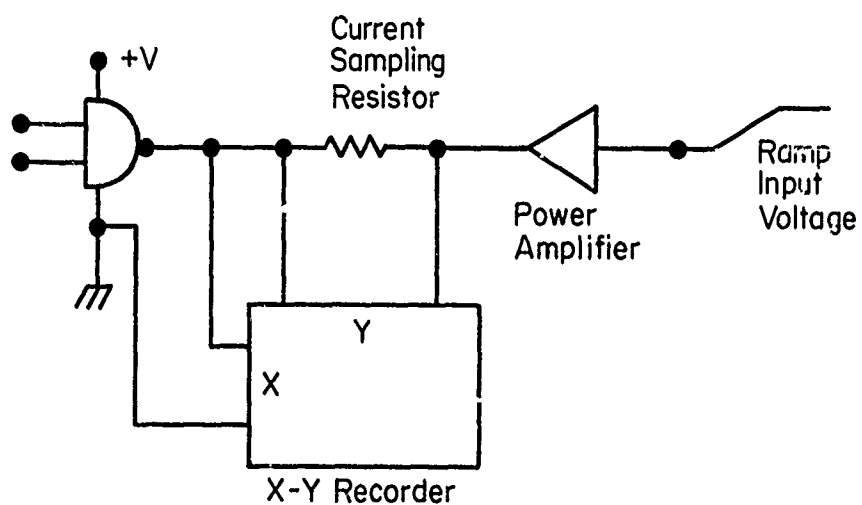 +V
Current
Sampling
Resistor
Ramp
Input
Voltage
Power
Amplifier
Y
X
X-Y Recorder